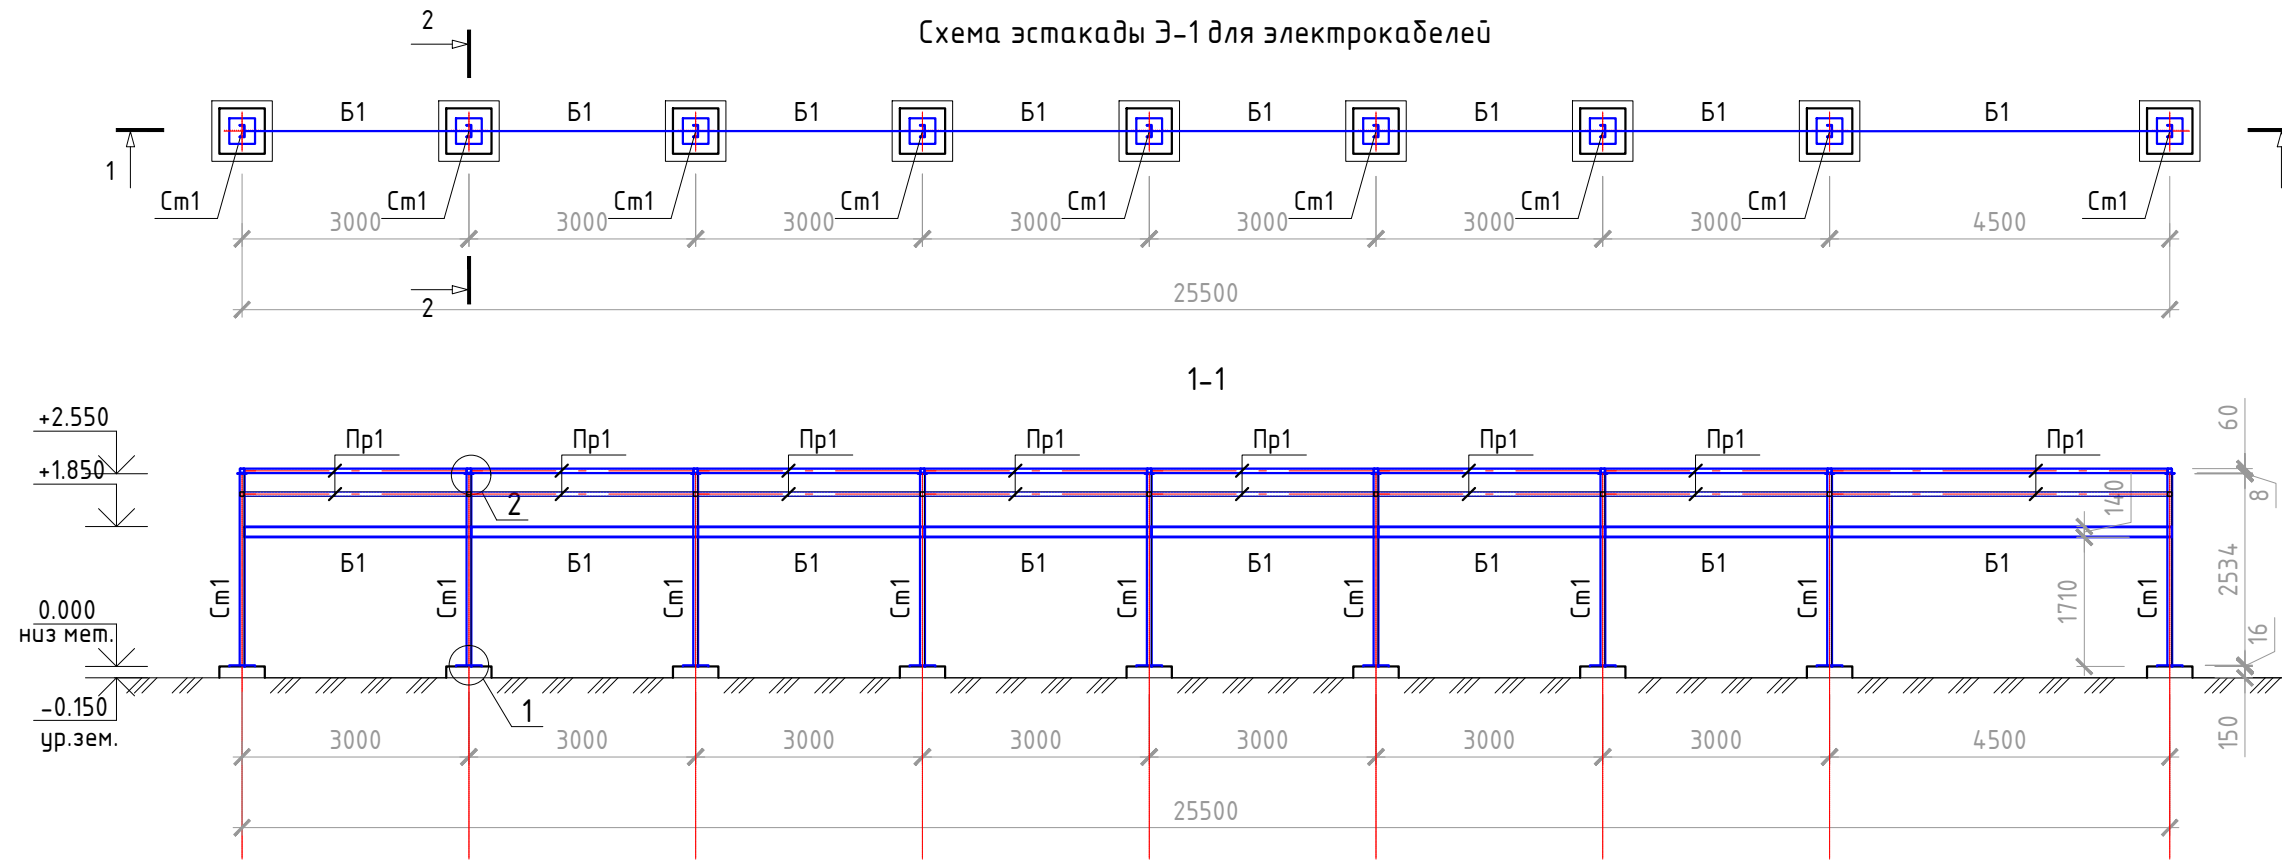 2
Схема эстакады Э-1 для электрокабелей
Б1 Б1 Б1 Б1 Б1 Б1 Б1 Б1
1
Ст1 Ст1 Ст1 Ст1 Ст1 Ст1 Ст1 Ст1 Ст1
3000 3000 3000 3000 3000 3000 3000 4500
2
25500
1-1
+2.550
+1.850
Пр1 Пр1 Пр1 Пр1 Пр1 Пр1 Пр1 Пр1
60
8
140
2
Б1 Б1 Б1 Б1 Б1 Б1 Б1 Б1
Ст1 Ст1 Ст1 Ст1 Ст1 Ст1 Ст1 Ст1 Ст1
1710
2534
16
0.000
низ мет.
-0.150
ур.зем.
1
150
3000 3000 3000 3000 3000 3000 3000 4500
25500